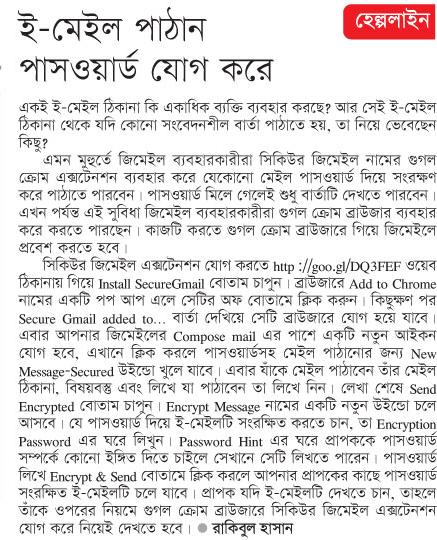 ই-মেইল পাঠান
হেল্পলাইন
পাসওয়ার্ড যোগ করে
একই ই-মেইল ঠিকানা কি একাধিক ব্যক্তি ব্যবহার করছে? আর সেই ই-মেইল
ঠিকানা থেকে যদি কোনো সংবেদনশীল বার্তা পাঠাতে হয়, তা নিয়ে ভেবেছেন
কিছু?
এমন মুহূর্তে জিমেইল ব্যবহারকারীরা সিকিউর জিমেইল নামের গুগল
ক্রোম এক্সটেনশন ব্যবহার করে যেকোনো মেইল পাসওয়ার্ড দিয়ে সংরক্ষণ
করে পাঠাতে পারবেন। পাসওয়ার্ড মিলে গেলেই শুধু বার্তাটি দেখতে পারবেন।
এখন পর্যন্ত এই সুবিধা জিমেইল ব্যবহারকারীরা গুগল ক্রোম ব্রাউজার ব্যবহার
করে করতে পারছেন। কাজটি করতে গুগল ক্রোম ব্রাউজারে গিয়ে জিমেইলে
প্রবেশ করতে হবে।
সিকিউর জিমেইল এক্সটেনশন যোগ করতে http ://goo.gl/DQ3FEF ওয়েব
ঠিকানায় গিয়ে Install SecureGmail বোতাম চাপুন। ব্রাউজারে Add to Chrome
নামের একটি পপ আপ এলে সেটির অফ বোতামে ক্লিক করুন। কিছুক্ষণ পর
Secure Gmail added to... বার্তা দেখিয়ে সেটি ব্রাউজারে যোগ হয়ে যাবে।
এবার আপনার জিমেইলের Compose mail এর পাশে একটি নতুন আইকন
যোগ হবে, এখানে ক্লিক করলে পাসওয়ার্ডসহ মেইল পাঠানোর জন্য New
Message-Secured উইন্ডো খুলে যাবে। এবার যাঁকে মেইল পাঠাবেন তাঁর মেইল
ঠিকানা, বিষয়বস্তু এবং লিখে যা পাঠাবেন তা লিখে নিন। লেখা শেষে Send
Encrypted বোতাম চাপুন। Encrypt Message নামের একটি নতুন উইন্ডো চলে
আসবে। যে পাসওয়ার্ড দিয়ে ই-মেইলটি সংরক্ষিত করতে চান, তা Encryption
Password এর ঘরে লিখুন। Password Hint এর ঘরে প্রাপককে পাসওয়ার্ড
সম্পর্কে কোনো ইঙ্গিত দিতে চাইলে সেখানে সেটি লিখতে পারেন। পাসওয়ার্ড
লিখে Encrypt & Send বোতামে ক্লিক করলে আপনার প্রাপকের কাছে পাসওয়ার্ড
সংরক্ষিত ই-মেইলটি চলে যাবে। প্রাপক যদি ই-মেইলটি দেখতে চান, তাহলে
তাঁকে ওপরের নিয়মে গুগল ক্রোম ব্রাউজারে সিকিউর জিমেইল এক্সটেনশন
যোগ করে নিয়েই দেখতে হবে। ● রাকিবুল হাসান